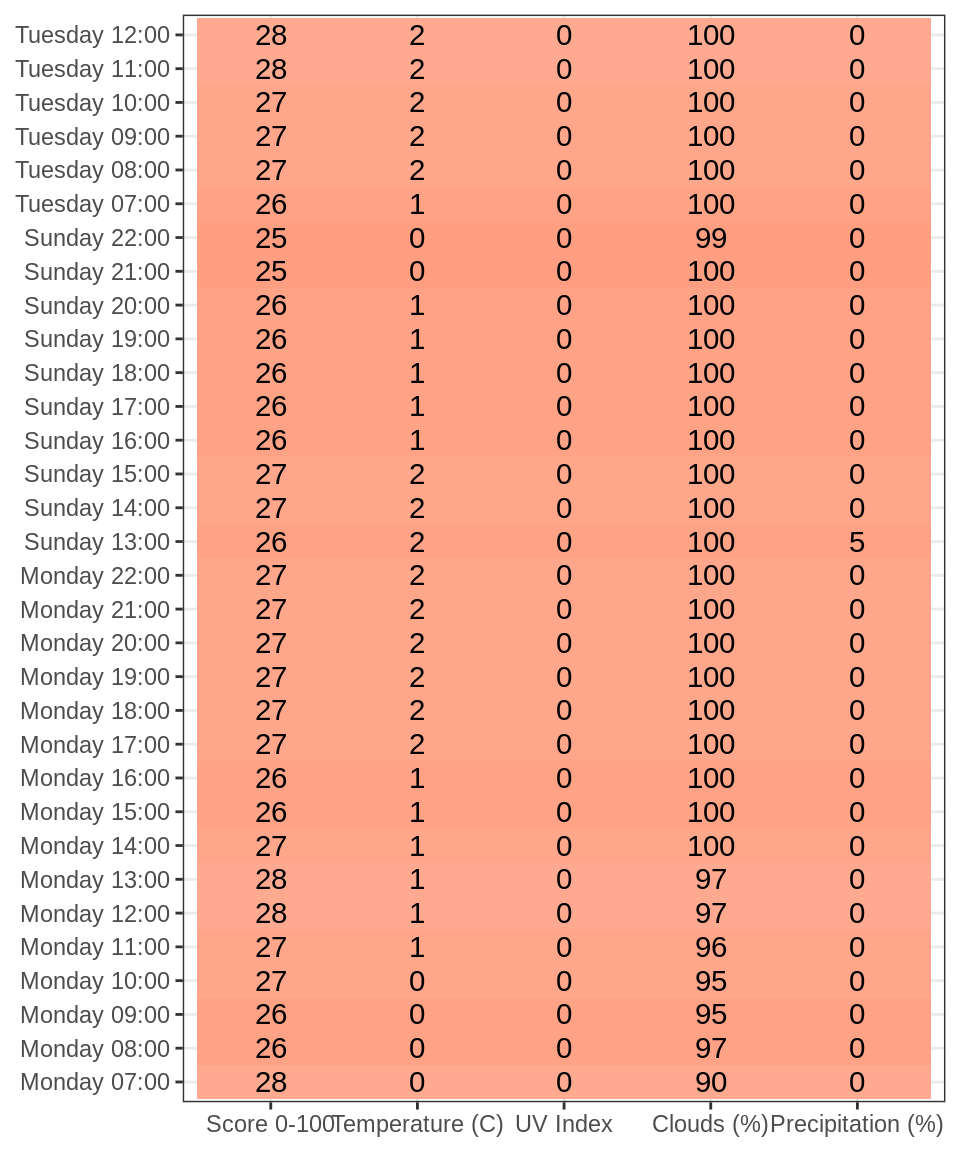 Tuesday 12:00 28 2 0 100 0
Tuesday 11:00 28 2 0 100 0
Tuesday 10:00 27 2 0 100 0
Tuesday 09:00 27 2 0 100 0
Tuesday 08:00 27 2 0 100 0
Tuesday 07:00 26 1 0 100 0
Sunday 22:00 25 0 0 99 0
Sunday 21:00 25 0 0 100 0
Sunday 20:00 26 1 0 100 0
Sunday 19:00 26 1 0 100 0
Sunday 18:00 26 1 0 100 0
Sunday 17:00 26 1 0 100 0
Sunday 16:00 26 1 0 100 0
Sunday 15:00 27 2 0 100 0
Sunday 14:00 27 2 0 100 0
Sunday 13:00 26 2 0 100 5
Monday 22:00 27 2 0 100 0
Monday 21:00 27 2 0 100 0
Monday 20:00 27 2 0 100 0
Monday 19:00 27 2 0 100 0
Monday 18:00 27 2 0 100 0
Monday 17:00 27 2 0 100 0
Monday 16:00 26 1 0 100 0
Monday 15:00 26 1 0 100 0
Monday 14:00 27 1 0 100 0
Monday 13:00 28 1 0 97 0
Monday 12:00 28 1 0 97 0
Monday 11:00 27 1 0 96 0
Monday 10:00 27 0 0 95 0
Monday 09:00 26 0 0 95 0
Monday 08:00 26 0 0 97 0
Monday 07:00 28 0 0 90 0
Score 0-100 Temperature (C) UV Index Clouds (%) Precipitation (%)